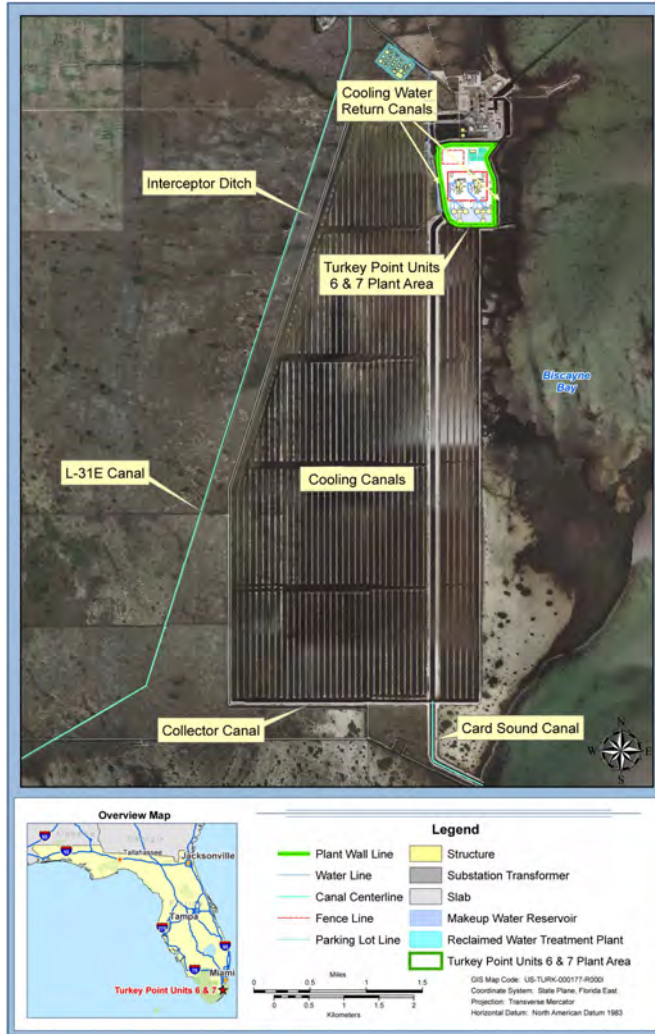 Cooling Water
Return Canals
Interceptor Ditch
Turkey Point Units
6 & 7 Plant Area
Biscayne
Bay
L-31E Canal
Cooling Canals
Collector Canal
Card Sound Canal
N
W E
S
Overview Map
Tallahassee
Jacksonville
Tampa
Miami
Turkey Point Units 6 & 7
Legend
Plant Wall Line
Water Line
Canal Centerline
Fence Line
Parking Lot Line
Structure
Substation Transformer
Slab
Makeup Water Reservoir
Reclaimed Water Treatment Plant
Turkey Point Units 6 & 7 Plant Area
Miles
0 0.5 1 1.5
0 0.5 1 1.5 2
Kilometers
GIS Map Code: US-TURK-000177-R000I
Coordinate System: State Plane, Florida East
Projection: Transverse Mercator
Horizontal Datum: North American Datum 1983